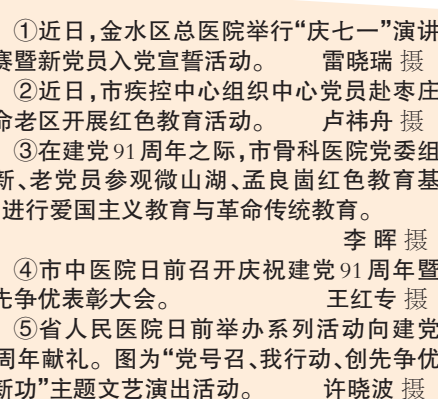 ①近日，金水区总医院举行“庆七一”演讲
赛暨新党员入党宣誓活动。 雷晓瑞 摄
②近日，市疾控中心组织中心党员赴枣庄
命老区开展红色教育活动。 卢祎舟 摄
③在建党91周年之际，市骨科医院党委组
新、老党员参观微山湖、孟良崮红色教育基
进行爱国主义教育与革命传统教育。
李晖 摄
④市中医院日前召开庆祝建党91周年暨
先争优表彰大会。 王红专 摄
⑤省人民医院日前举办系列活动向建党
周年献礼。图为“党号召、我行动、创先争优
新功”主题文艺演出活动。 许晓波 摄